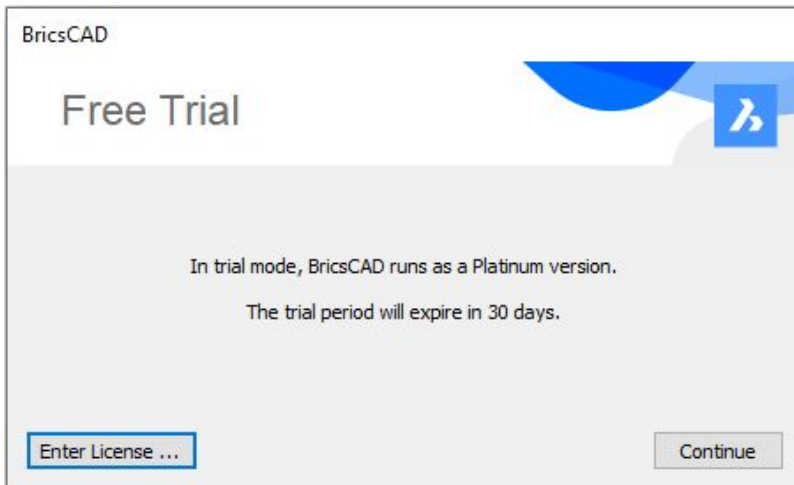 BricsCAD
Free Trial
In trial mode, BricsCAD runs as a Platinum version.
The trial period will expire in 30 days.
Enter License ...
Continue